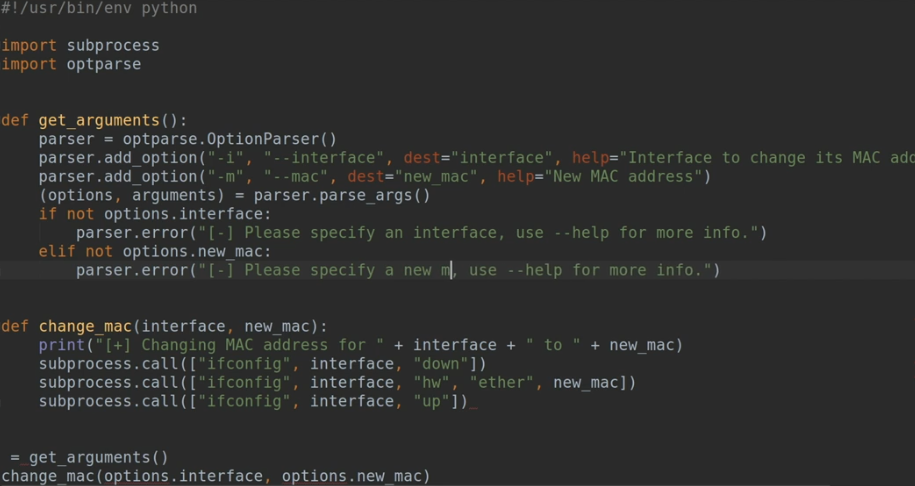 #!/usr/bin/env python
import subprocess
import optparse
def get_arguments():
    parser = optparse.OptionParser()
    parser.add_option("-i", "--interface", dest="interface", help="Interface to change its MAC add
    parser.add_option("-m", "--mac", dest="new_mac", help="New MAC address")
    (options, arguments) = parser.parse_args()
    if not options.interface:
        parser.error("[-] Please specify an interface, use --help for more info.")
    elif not options.new_mac:
        parser.error("[-] Please specify a new m, use --help for more info.")
def change_mac(interface, new_mac):
    print("[+] Changing MAC address for " + interface + " to " + new_mac)
    subprocess.call(["ifconfig", interface, "down"])
    subprocess.call(["ifconfig", interface, "hw", "ether", new_mac])
    subprocess.call(["ifconfig", interface, "up"])
 = get_arguments()
change_mac(options.interface, options.new_mac)